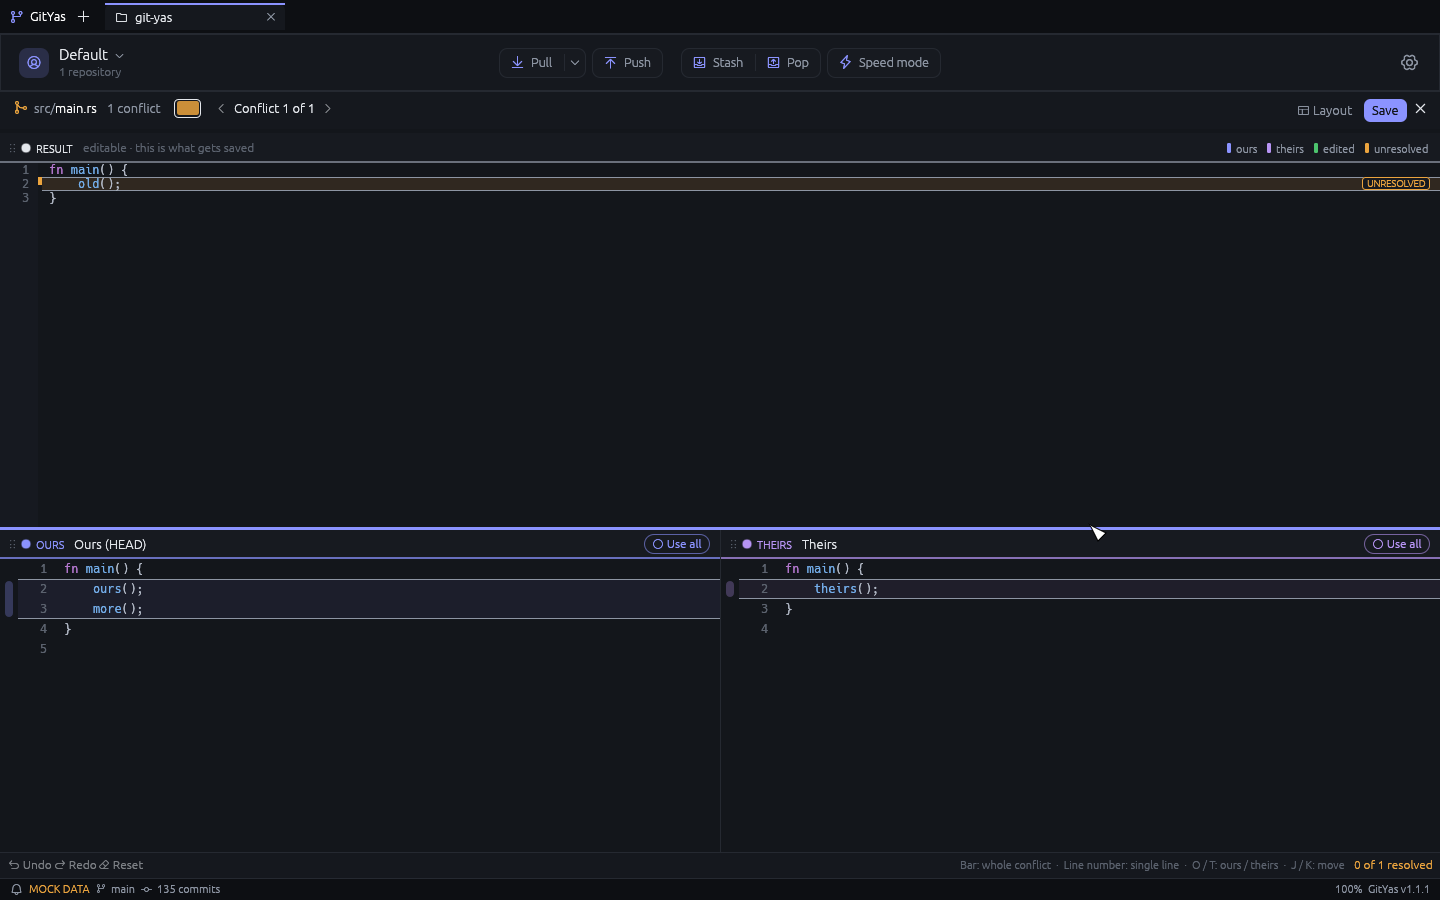 GitYas
git-yas
Default
1 repository
Pull
Push
Stash
Pop
Speed mode
src/main.rs 1 conflict
Conflict 1 of 1
Layout
Save
RESULT editable · this is what gets saved
ours theirs edited unresolved
1 fn main() {
2     old();
UNRESOLVED
3 }
OURS Ours (HEAD)
Use all
1 fn main() {
2     ours();
3     more();
4 }
5
THEIRS Theirs
Use all
1 fn main() {
2     theirs();
3 }
4
Undo Redo Reset
Bar: whole conflict · Line number: single line · O / T: ours / theirs · J / K: move 0 of 1 resolved
MOCK DATA main 135 commits
100% GitYas v1.1.1